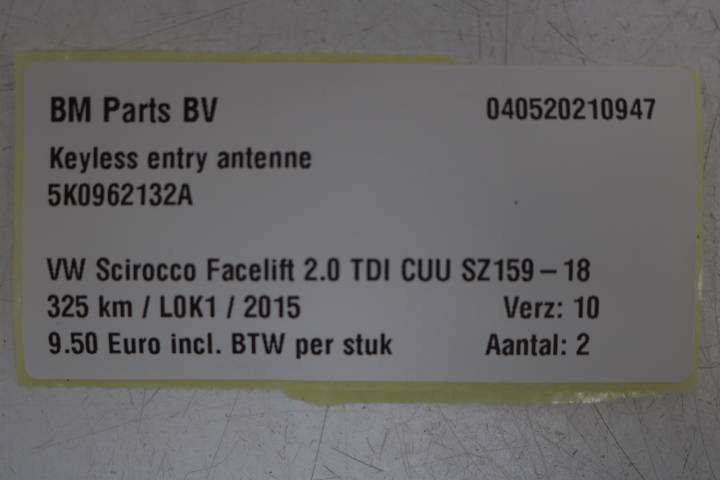 BM Parts BV 040520210947
Keyless entry antenne
5K0962132A
VW Scirocco Facelift 2.0 TDI CUU SZ159 – 18
325 km / L0K1 / 2015 Verz: 10
9.50 Euro incl. BTW per stuk Aantal: 2